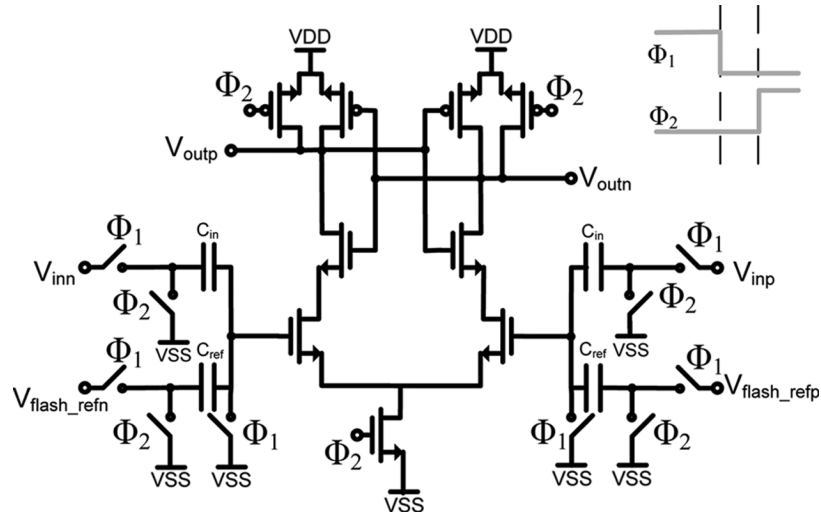 VDD
VDD
Φ1
Φ2
Φ2
Φ2
Voutp
Voutn
Φ1
Cin
Cin
Φ1
Vinn
Vinp
Φ2
Φ2
VSS
VSS
Φ1
Cref
Cref
Φ1
Vflash_refn
Vflash_refp
Φ2
Φ1
Φ2
Φ1
Φ2
VSS
VSS
VSS
VSS
VSS